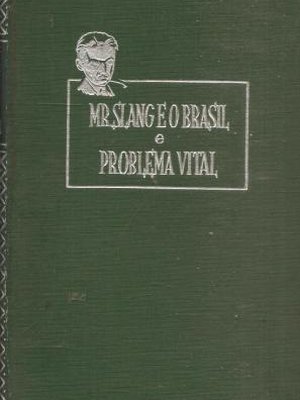 MR. SLANG E O BRASIL
e
PROBLEMA VITAL